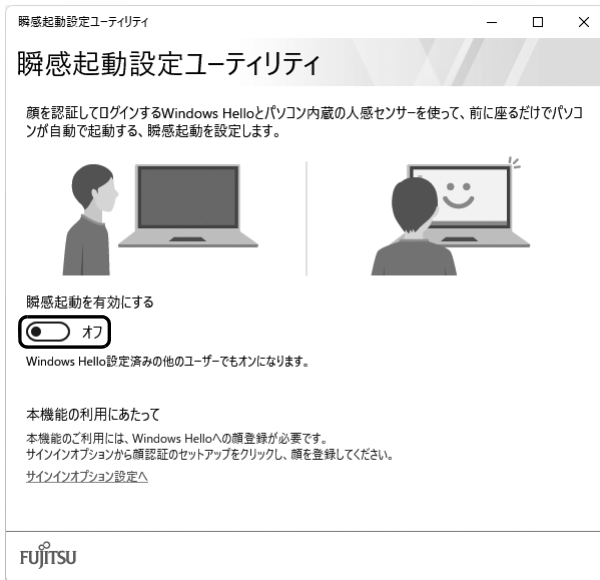 瞬感起動設定ユーティリティ
瞬感起動設定ユーティリティ
顔を認証してログインするWindows Helloとパソコン内蔵の人感センサーを使って、前に座るだけでパソコ
ンが自動で起動する、瞬感起動を設定します。
瞬感起動を有効にする
オフ
Windows Hello設定済みの他のユーザーでもオンになります。
本機能の利用にあたって
本機能のご利用には、Windows Helloへの顔登録が必要です。
サインインオプションから顔認証のセットアップをクリックし、顔を登録してください。
サインインオプション設定へ
FUJITSU